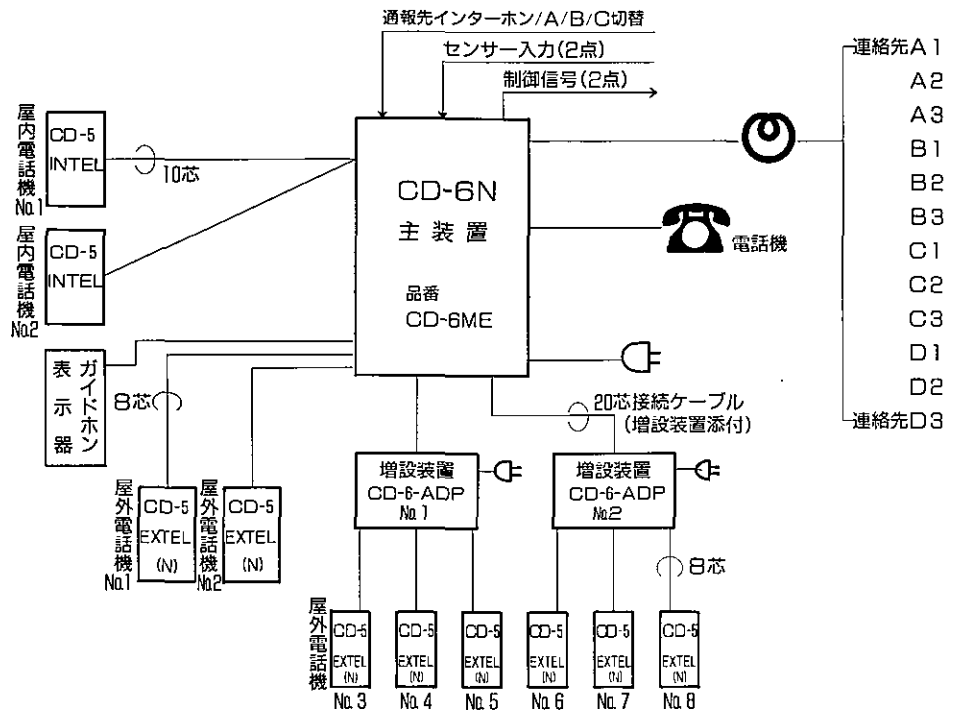 通報先インターホン/A/B/C切替
センサー入力(2点)
制御信号(2点)
連絡先A1
A2
A3
B1
B2
B3
C1
C2
C3
D1
D2
連絡先D3
屋内電話機
No.1
CD-5
INTEL
10芯
屋内電話機
No.2
CD-5
INTEL
CD-6N
主装置
品番
CD-6ME
電話機
ガイドホン
表示器
8芯
20芯接続ケーブル
(増設装置添付)
屋外電話機
No.1
CD-5
EXTEL
(N)
屋外電話機
No.2
CD-5
EXTEL
(N)
増設装置
CD-6-ADP
No.1
増設装置
CD-6-ADP
No.2
8芯
屋外電話機
CD-5
EXTEL
(N)
No.3
CD-5
EXTEL
(N)
No.4
CD-5
EXTEL
(N)
No.5
CD-5
EXTEL
(N)
No.6
CD-5
EXTEL
(N)
No.7
CD-5
EXTEL
(N)
No.8